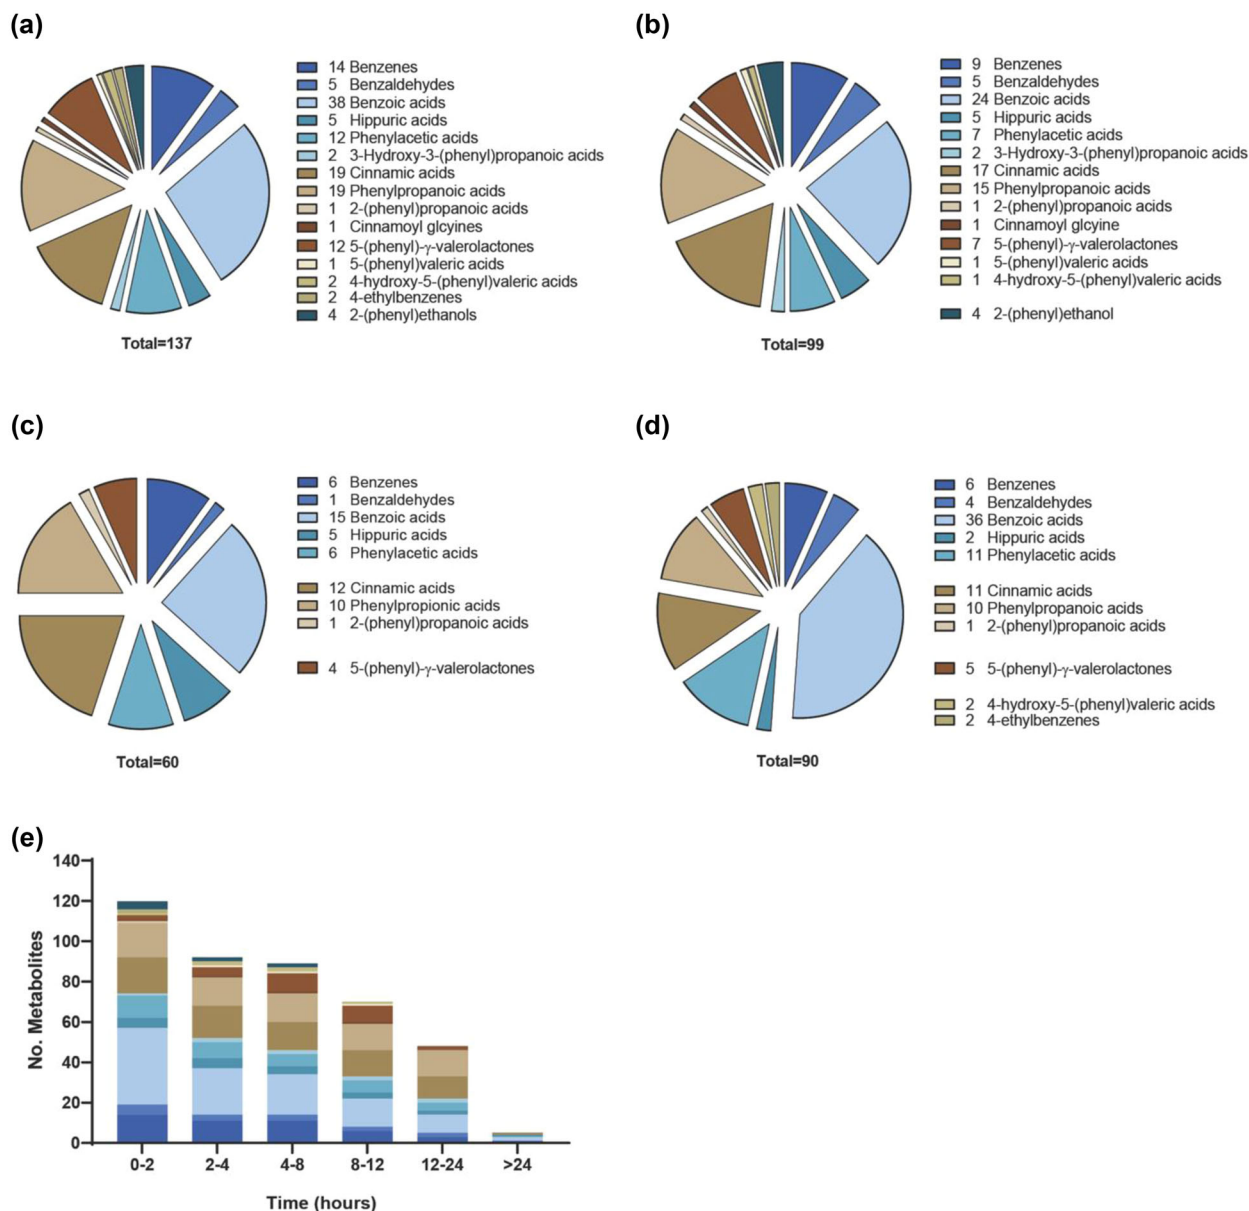 (a)
14 Benzenes
5 Benzaldehydes
38 Benzoic acids
5 Hippuric acids
12 Phenylacetic acids
2 3-Hydroxy-3-(phenyl)propanoic acids
19 Cinnamic acids
19 Phenylpropanoic acids
1 2-(phenyl)propanoic acids
1 Cinnamoyl glcyines
12 5-(phenyl)-γ-valerolactones
1 5-(phenyl)valeric acids
2 4-hydroxy-5-(phenyl)valeric acids
2 4-ethylbenzenes
4 2-(phenyl)ethanols
Total=137
(b)
9 Benzenes
5 Benzaldehydes
24 Benzoic acids
5 Hippuric acids
7 Phenylacetic acids
2 3-Hydroxy-3-(phenyl)propanoic acids
17 Cinnamic acids
15 Phenylpropanoic acids
1 2-(phenyl)propanoic acids
1 Cinnamoyl glcyine
7 5-(phenyl)-γ-valerolactones
1 5-(phenyl)valeric acids
1 4-hydroxy-5-(phenyl)valeric acids
4 2-(phenyl)ethanol
Total=99
(c)
6 Benzenes
1 Benzaldehydes
15 Benzoic acids
5 Hippuric acids
6 Phenylacetic acids
12 Cinnamic acids
10 Phenylpropionic acids
1 2-(phenyl)propanoic acids
4 5-(phenyl)-γ-valerolactones
Total=60
(d)
6 Benzenes
4 Benzaldehydes
36 Benzoic acids
2 Hippuric acids
11 Phenylacetic acids
11 Cinnamic acids
10 Phenylpropanoic acids
1 2-(phenyl)propanoic acids
5 5-(phenyl)-γ-valerolactones
2 4-hydroxy-5-(phenyl)valeric acids
2 4-ethylbenzenes
Total=90
(e)
No. Metabolites
140
120
100
80
60
40
20
0
0-2 2-4 4-8 8-12 12-24 >24
Time (hours)